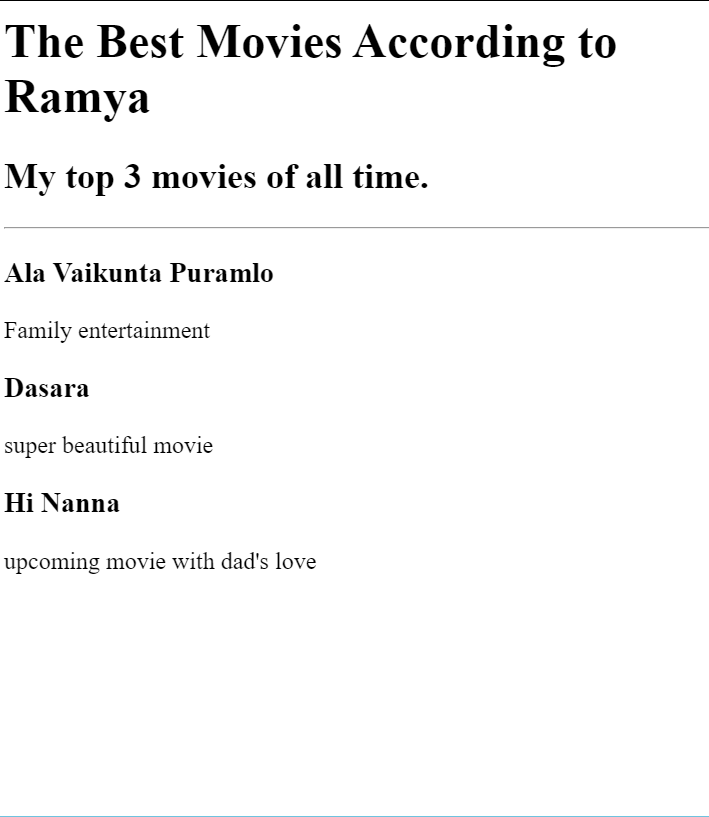 The Best Movies According to
Ramya
My top 3 movies of all time.
Ala Vaikunta Puramlo
Family entertainment
Dasara
super beautiful movie
Hi Nanna
upcoming movie with dad's love